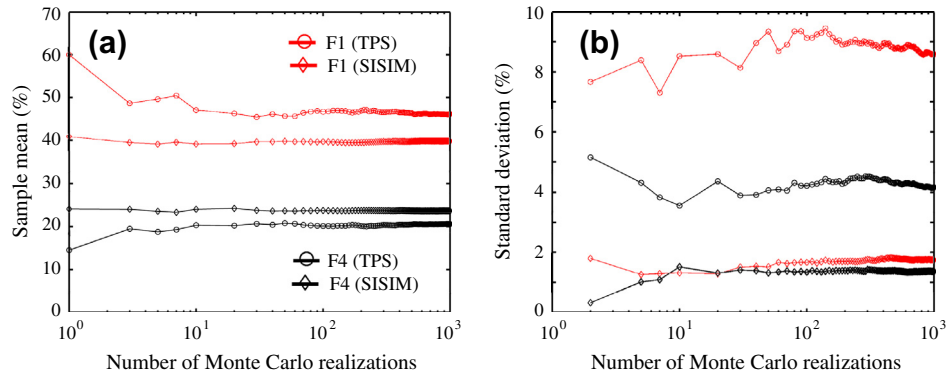 (a)
F1 (TPS)
F1 (SISIM)
F4 (TPS)
F4 (SISIM)
Sample mean (%)
70
60
50
40
30
20
10
0
10^0
10^1
10^2
10^3
Number of Monte Carlo realizations
(b)
Standard deviation (%)
10
8
6
4
2
0
10^0
10^1
10^2
10^3
Number of Monte Carlo realizations